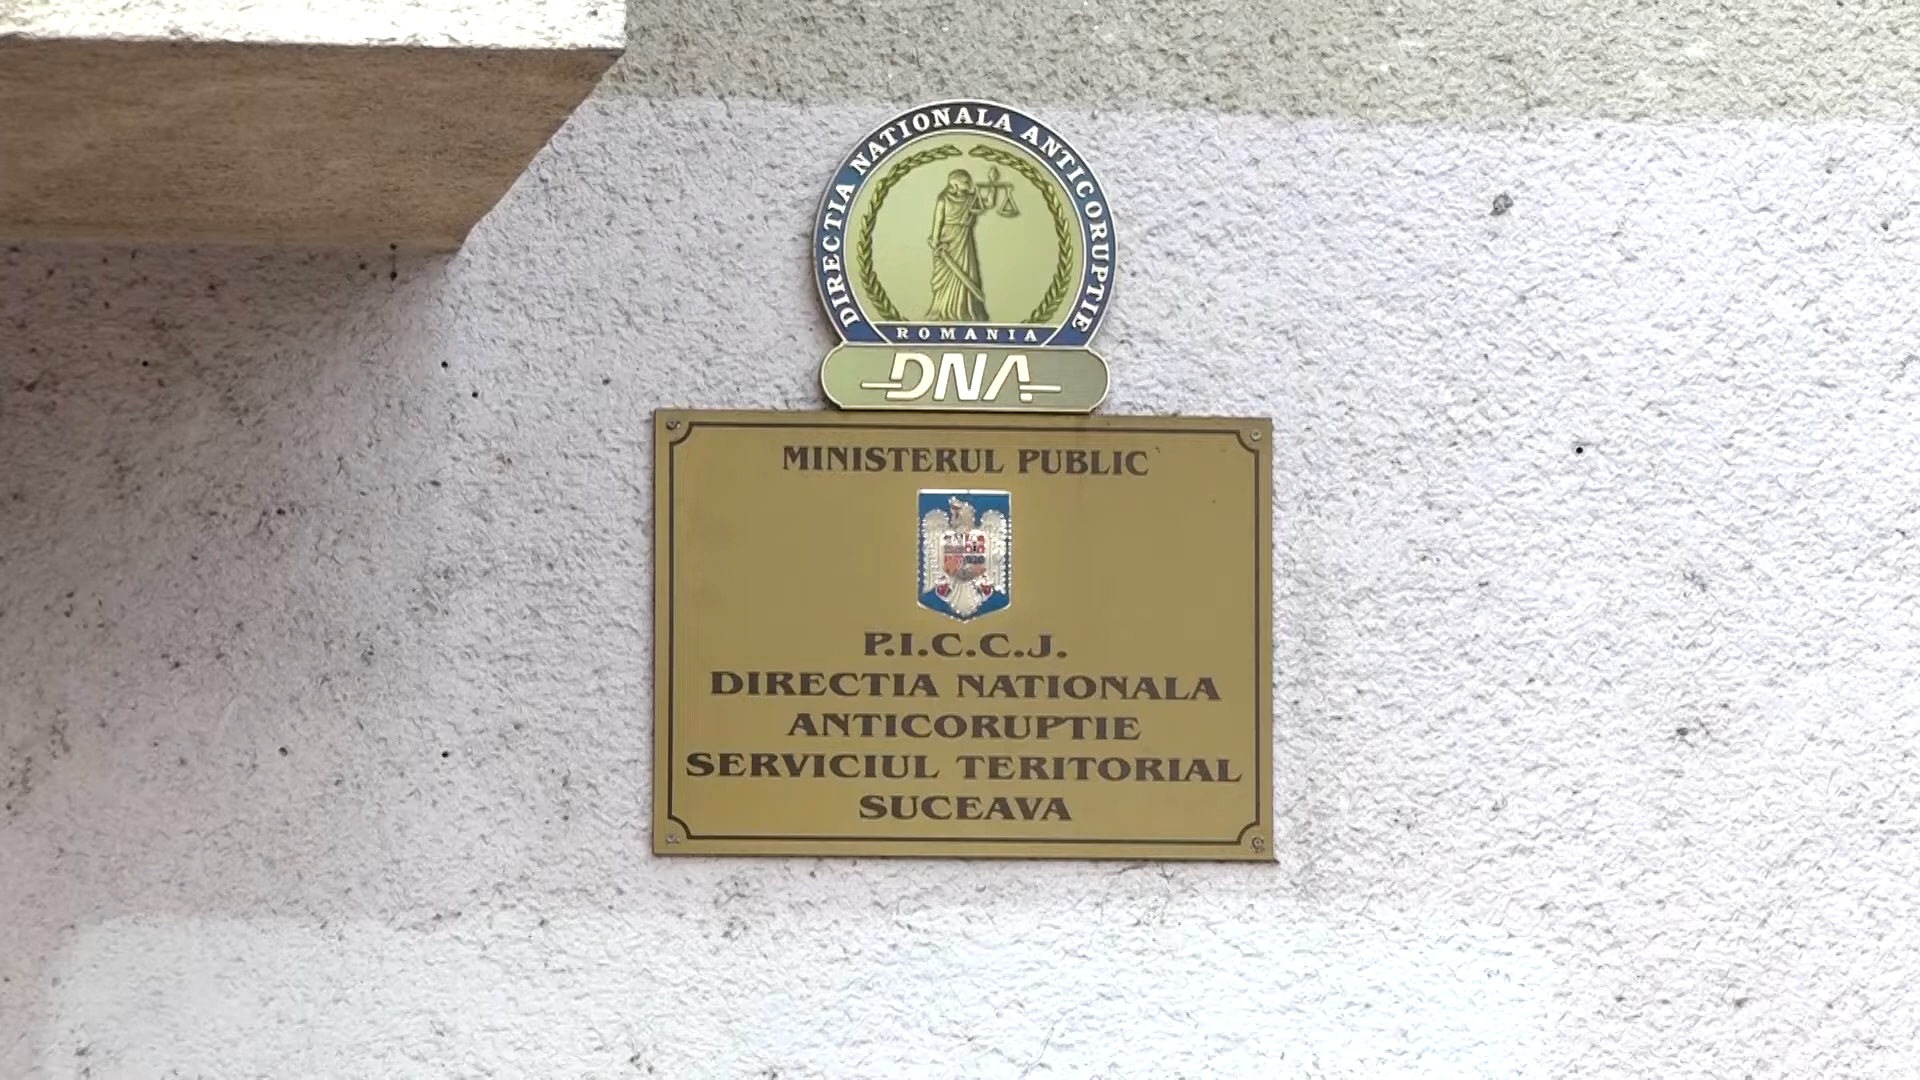 DIRECTIA NATIONALA ANTICORUPTIE
ROMANIA
DNA
MINISTERUL PUBLIC
P.I.C.C.J.
DIRECTIA NATIONALA
ANTICORUPTIE
SERVICIUL TERITORIAL
SUCEAVA